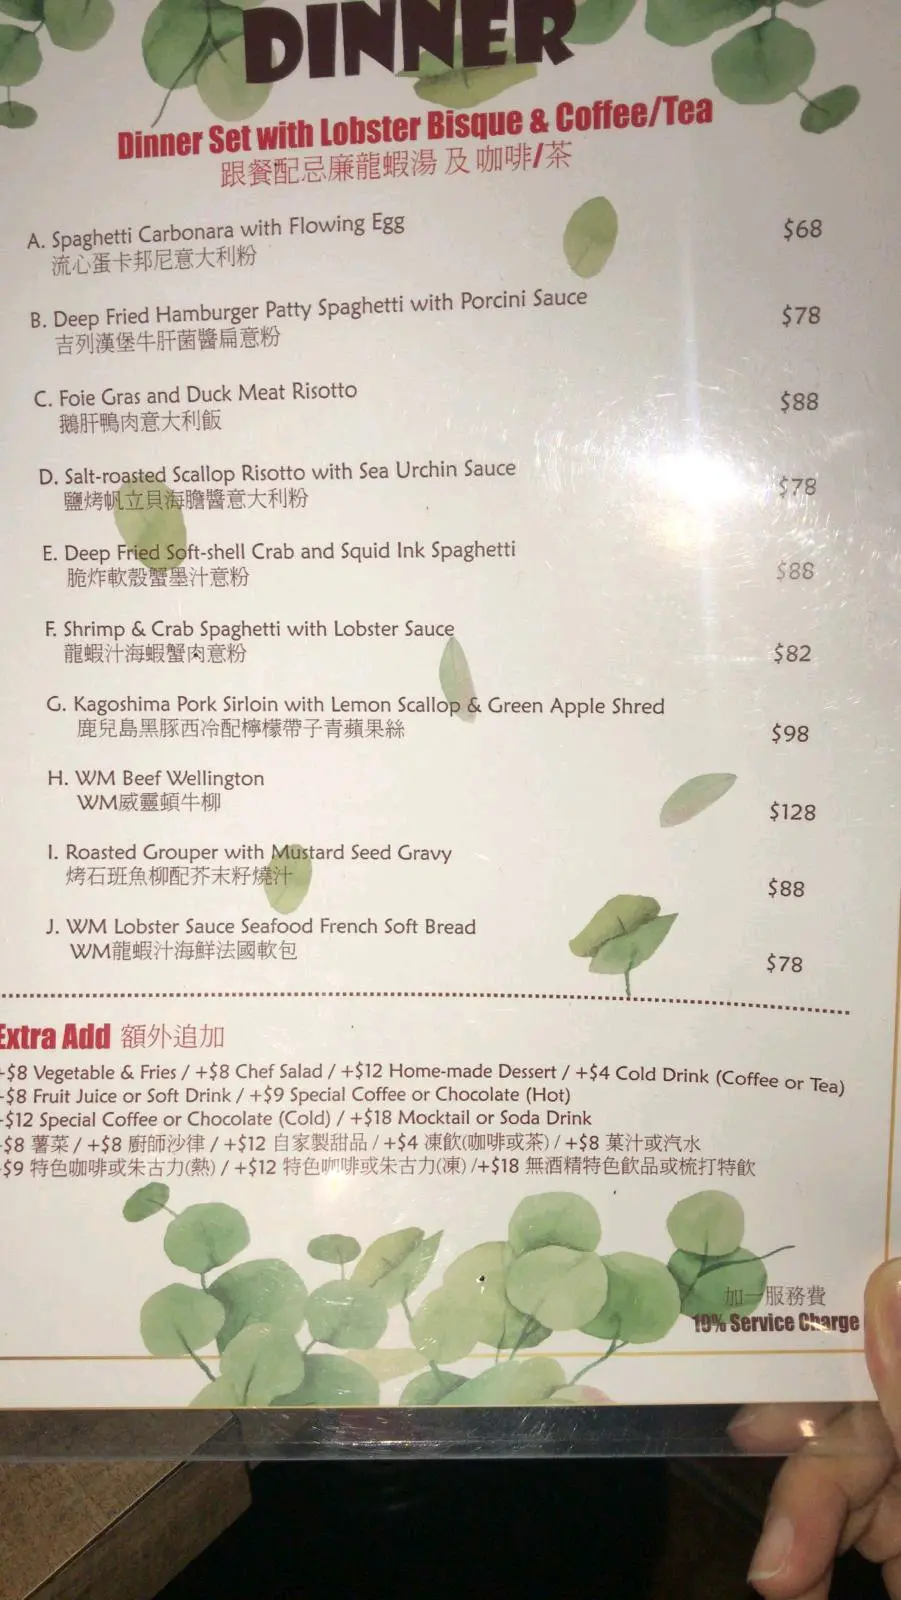 DINNER
Dinner Set with Lobster Bisque & Coffee/Tea
跟餐配忌廉龍蝦湯 及 咖啡/茶
A. Spaghetti Carbonara with Flowing Egg $68
流心蛋卡邦尼意大利粉
B. Deep Fried Hamburger Patty Spaghetti with Porcini Sauce $78
吉列漢堡牛肝菌醬扁意粉
C. Foie Gras and Duck Meat Risotto $88
鵝肝鴨肉意大利飯
D. Salt-roasted Scallop Risotto with Sea Urchin Sauce $78
鹽烤帆立貝海膽醬意大利粉
E. Deep Fried Soft-shell Crab and Squid Ink Spaghetti $88
脆炸軟殼蟹墨汁意粉
F. Shrimp & Crab Spaghetti with Lobster Sauce $82
龍蝦汁海蝦蟹肉意粉
G. Kagoshima Pork Sirloin with Lemon Scallop & Green Apple Shred $98
鹿兒島黑豚西冷配檸檬帶子青蘋果絲
H. WM Beef Wellington $128
WM威靈頓牛柳
I. Roasted Grouper with Mustard Seed Gravy $88
烤石班魚柳配芥末籽燒汁
J. WM Lobster Sauce Seafood French Soft Bread $78
WM龍蝦汁海鮮法國軟包
Extra Add 額外追加
+$8 Vegetable & Fries / +$8 Chef Salad / +$12 Home-made Dessert / +$4 Cold Drink (Coffee or Tea)
+$8 Fruit Juice or Soft Drink / +$9 Special Coffee or Chocolate (Hot)
+$12 Special Coffee or Chocolate (Cold) / +$18 Mocktail or Soda Drink
+$8 薯菜 / +$8 廚師沙律 / +$12 自家製甜品 / +$4 凍飲(咖啡或茶) / +$8 菓汁或汽水
+$9 特色咖啡或朱古力(熱) / +$12 特色咖啡或朱古力(凍) /+$18 無酒精特色飲品或梳打特飲
加一服務費
10% Service Charge